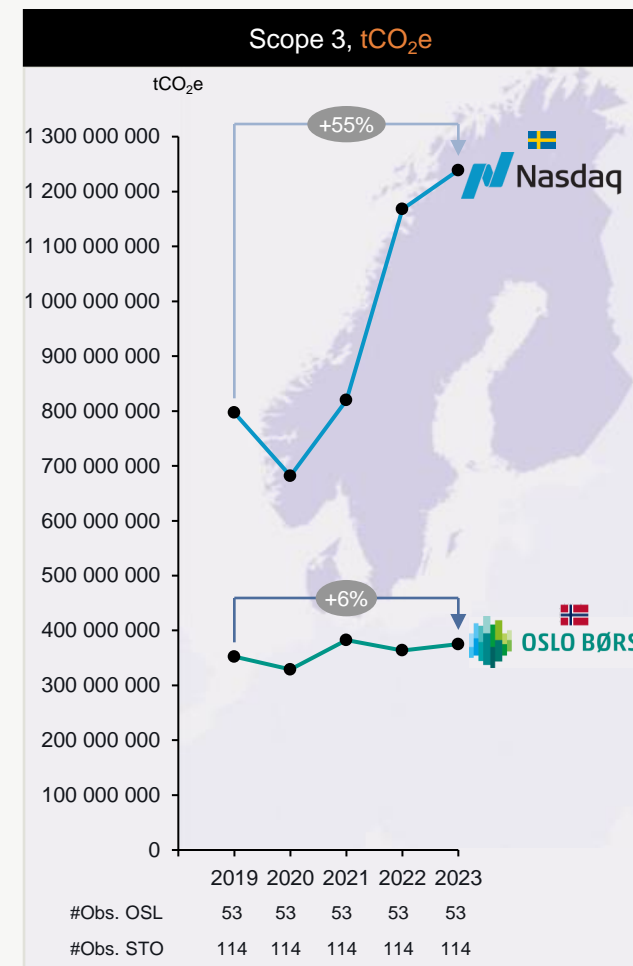 Scope 3, tCO₂e
tCO₂e
1 300 000 000
1 200 000 000
1 100 000 000
1 000 000 000
900 000 000
800 000 000
700 000 000
600 000 000
500 000 000
400 000 000
300 000 000
200 000 000
100 000 000
0
+55%
Nasdaq
+6%
OSLO BØRS
2019 2020 2021 2022 2023
#Obs. OSL 53 53 53 53 53
#Obs. STO 114 114 114 114 114